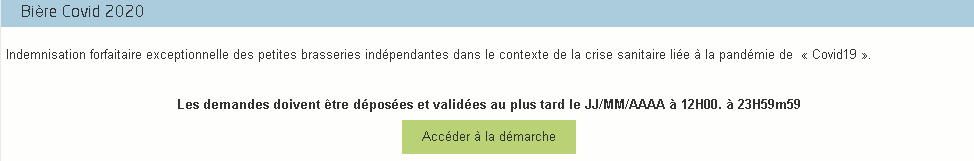 Bière Covid 2020
Indemnisation forfaitaire exceptionnelle des petites brasseries indépendantes dans le contexte de la crise sanitaire liée à la pandémie de « Covid19 ».
Les demandes doivent être déposées et validées au plus tard le JJ/MM/AAAA à 12H00. à 23H59m59
Accéder à la démarche